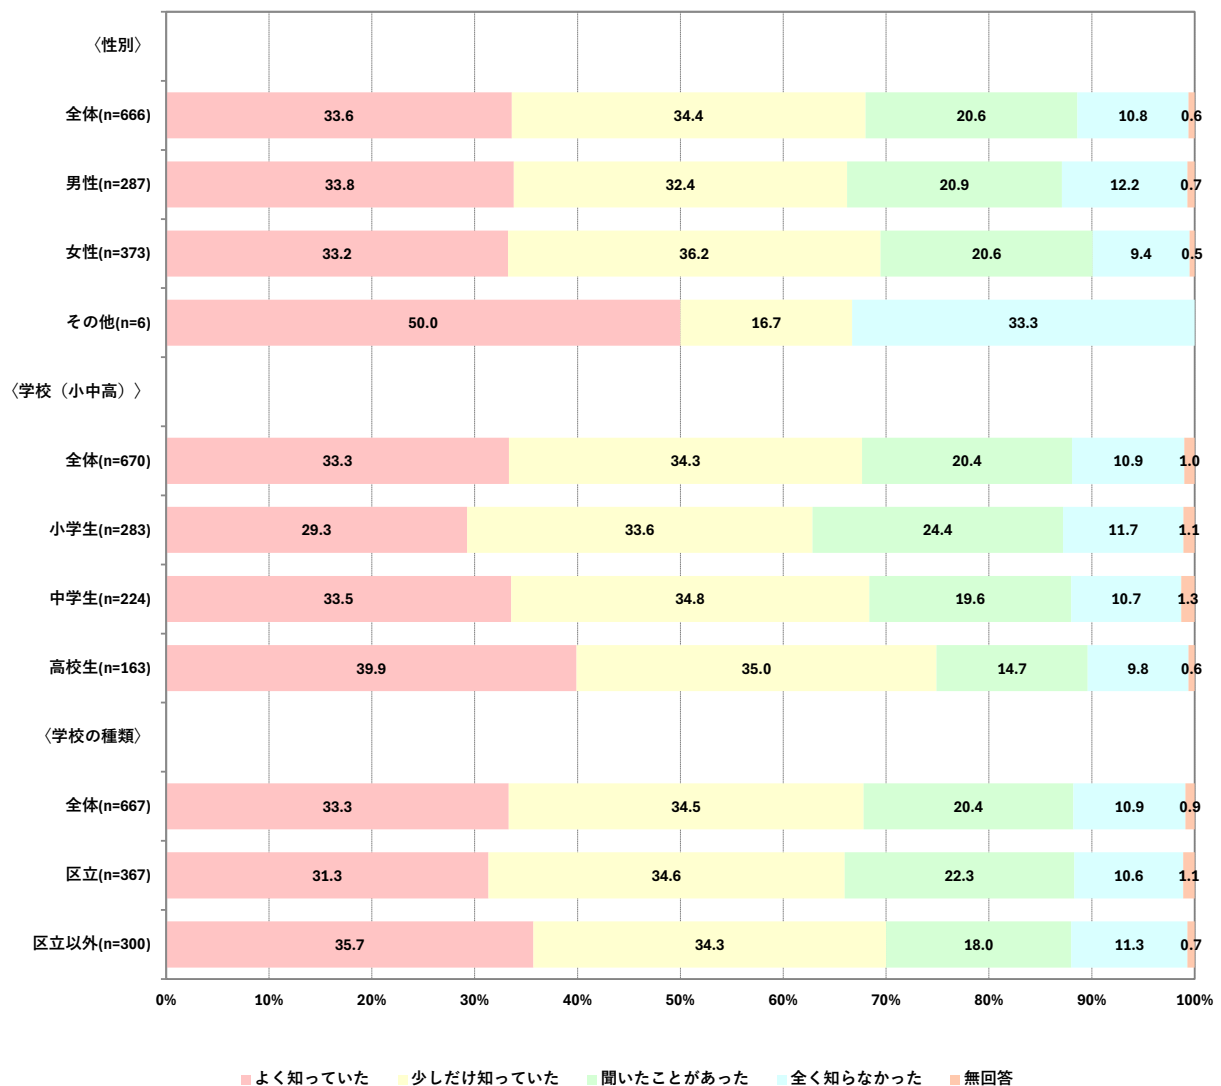 〈性別〉
全体(n=666) 33.6 34.4 20.6 10.8 0.6
男性(n=287) 33.8 32.4 20.9 12.2 0.7
女性(n=373) 33.2 36.2 20.6 9.4 0.5
その他(n=6) 50.0 16.7 33.3
〈学校（小中高）〉
全体(n=670) 33.3 34.3 20.4 10.9 1.0
小学生(n=283) 29.3 33.6 24.4 11.7 1.1
中学生(n=224) 33.5 34.8 19.6 10.7 1.3
高校生(n=163) 39.9 35.0 14.7 9.8 0.6
〈学校の種類〉
全体(n=667) 33.3 34.5 20.4 10.9 0.9
区立(n=367) 31.3 34.6 22.3 10.6 1.1
区立以外(n=300) 35.7 34.3 18.0 11.3 0.7
0% 10% 20% 30% 40% 50% 60% 70% 80% 90% 100%
よく知っていた 少しだけ知っていた 聞いたことがあった 全く知らなかった 無回答